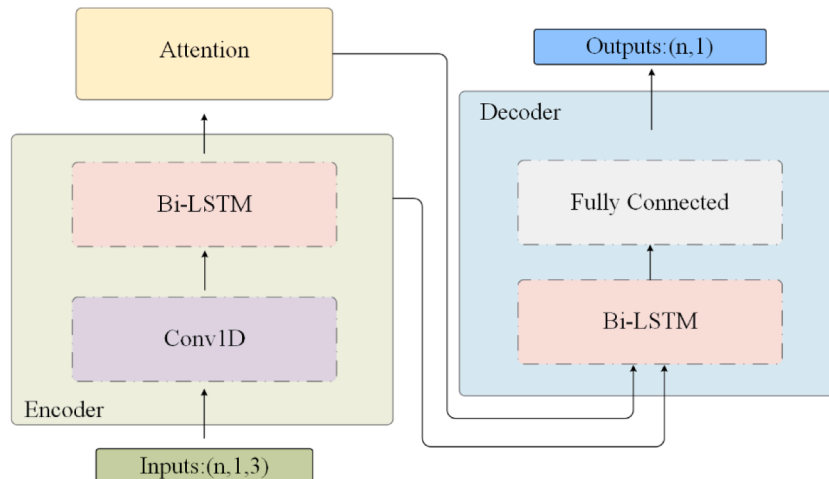 Attention
Bi-LSTM
Conv1D
Encoder
Inputs:(n,1,3)
Outputs:(n,1)
Decoder
Fully Connected
Bi-LSTM